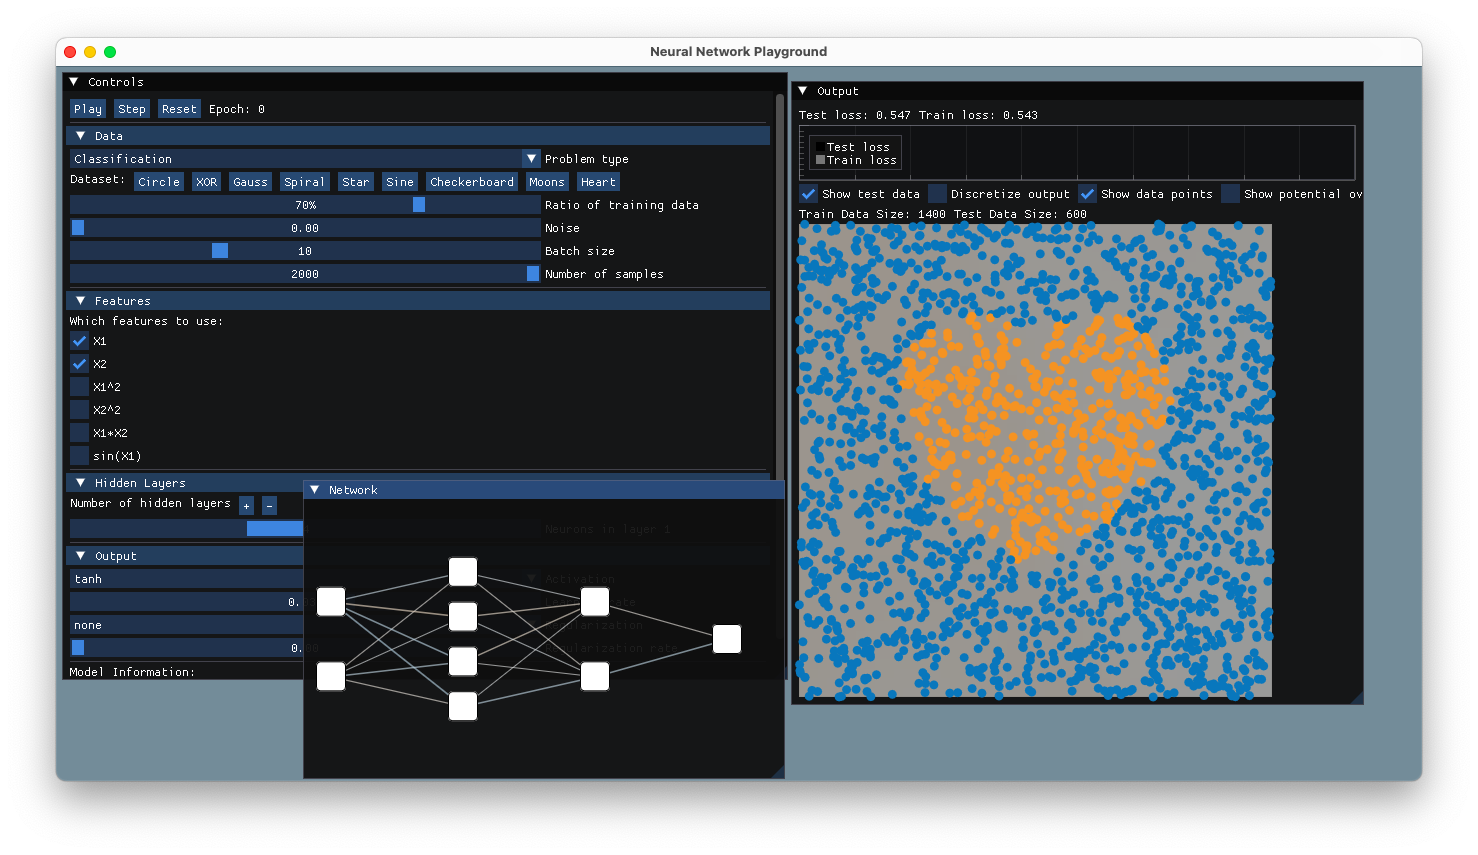 Neural Network Playground
Controls
Play Step Reset Epoch: 0
Data
Classification Problem type
Dataset: Circle XOR Gauss Spiral Star Sine Checkerboard Moons Heart
70% Ratio of training data
0.00 Noise
10 Batch size
2000 Number of samples
Features
Which features to use:
X1
X2
X1^2
X2^2
X1*X2
sin(X1)
Hidden Layers
Number of hidden layers + -
Neurons in layer 1
Output
tanh Activation
0.
none Regularization
0. Regularization rate
Model Information:
Network
Output
Test loss: 0.547 Train loss: 0.543
Test loss
Train loss
Show test data Discretize output Show data points Show potential ov
Train Data Size: 1400 Test Data Size: 600